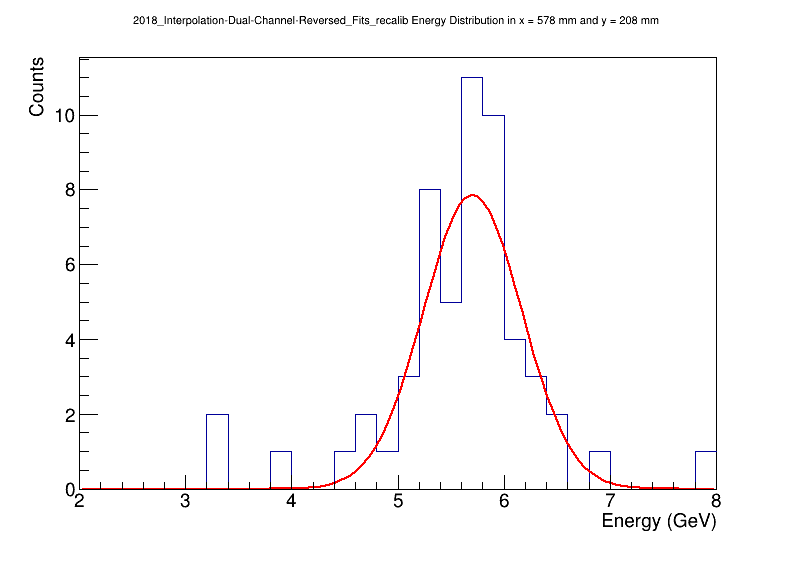 2018_Interpolation-Dual-Channel-Reversed_Fits_recalib Energy Distribution in x = 578 mm and y = 208 mm
Counts
10
8
6
4
2
0
2 3 4 5 6 7 8
Energy (GeV)